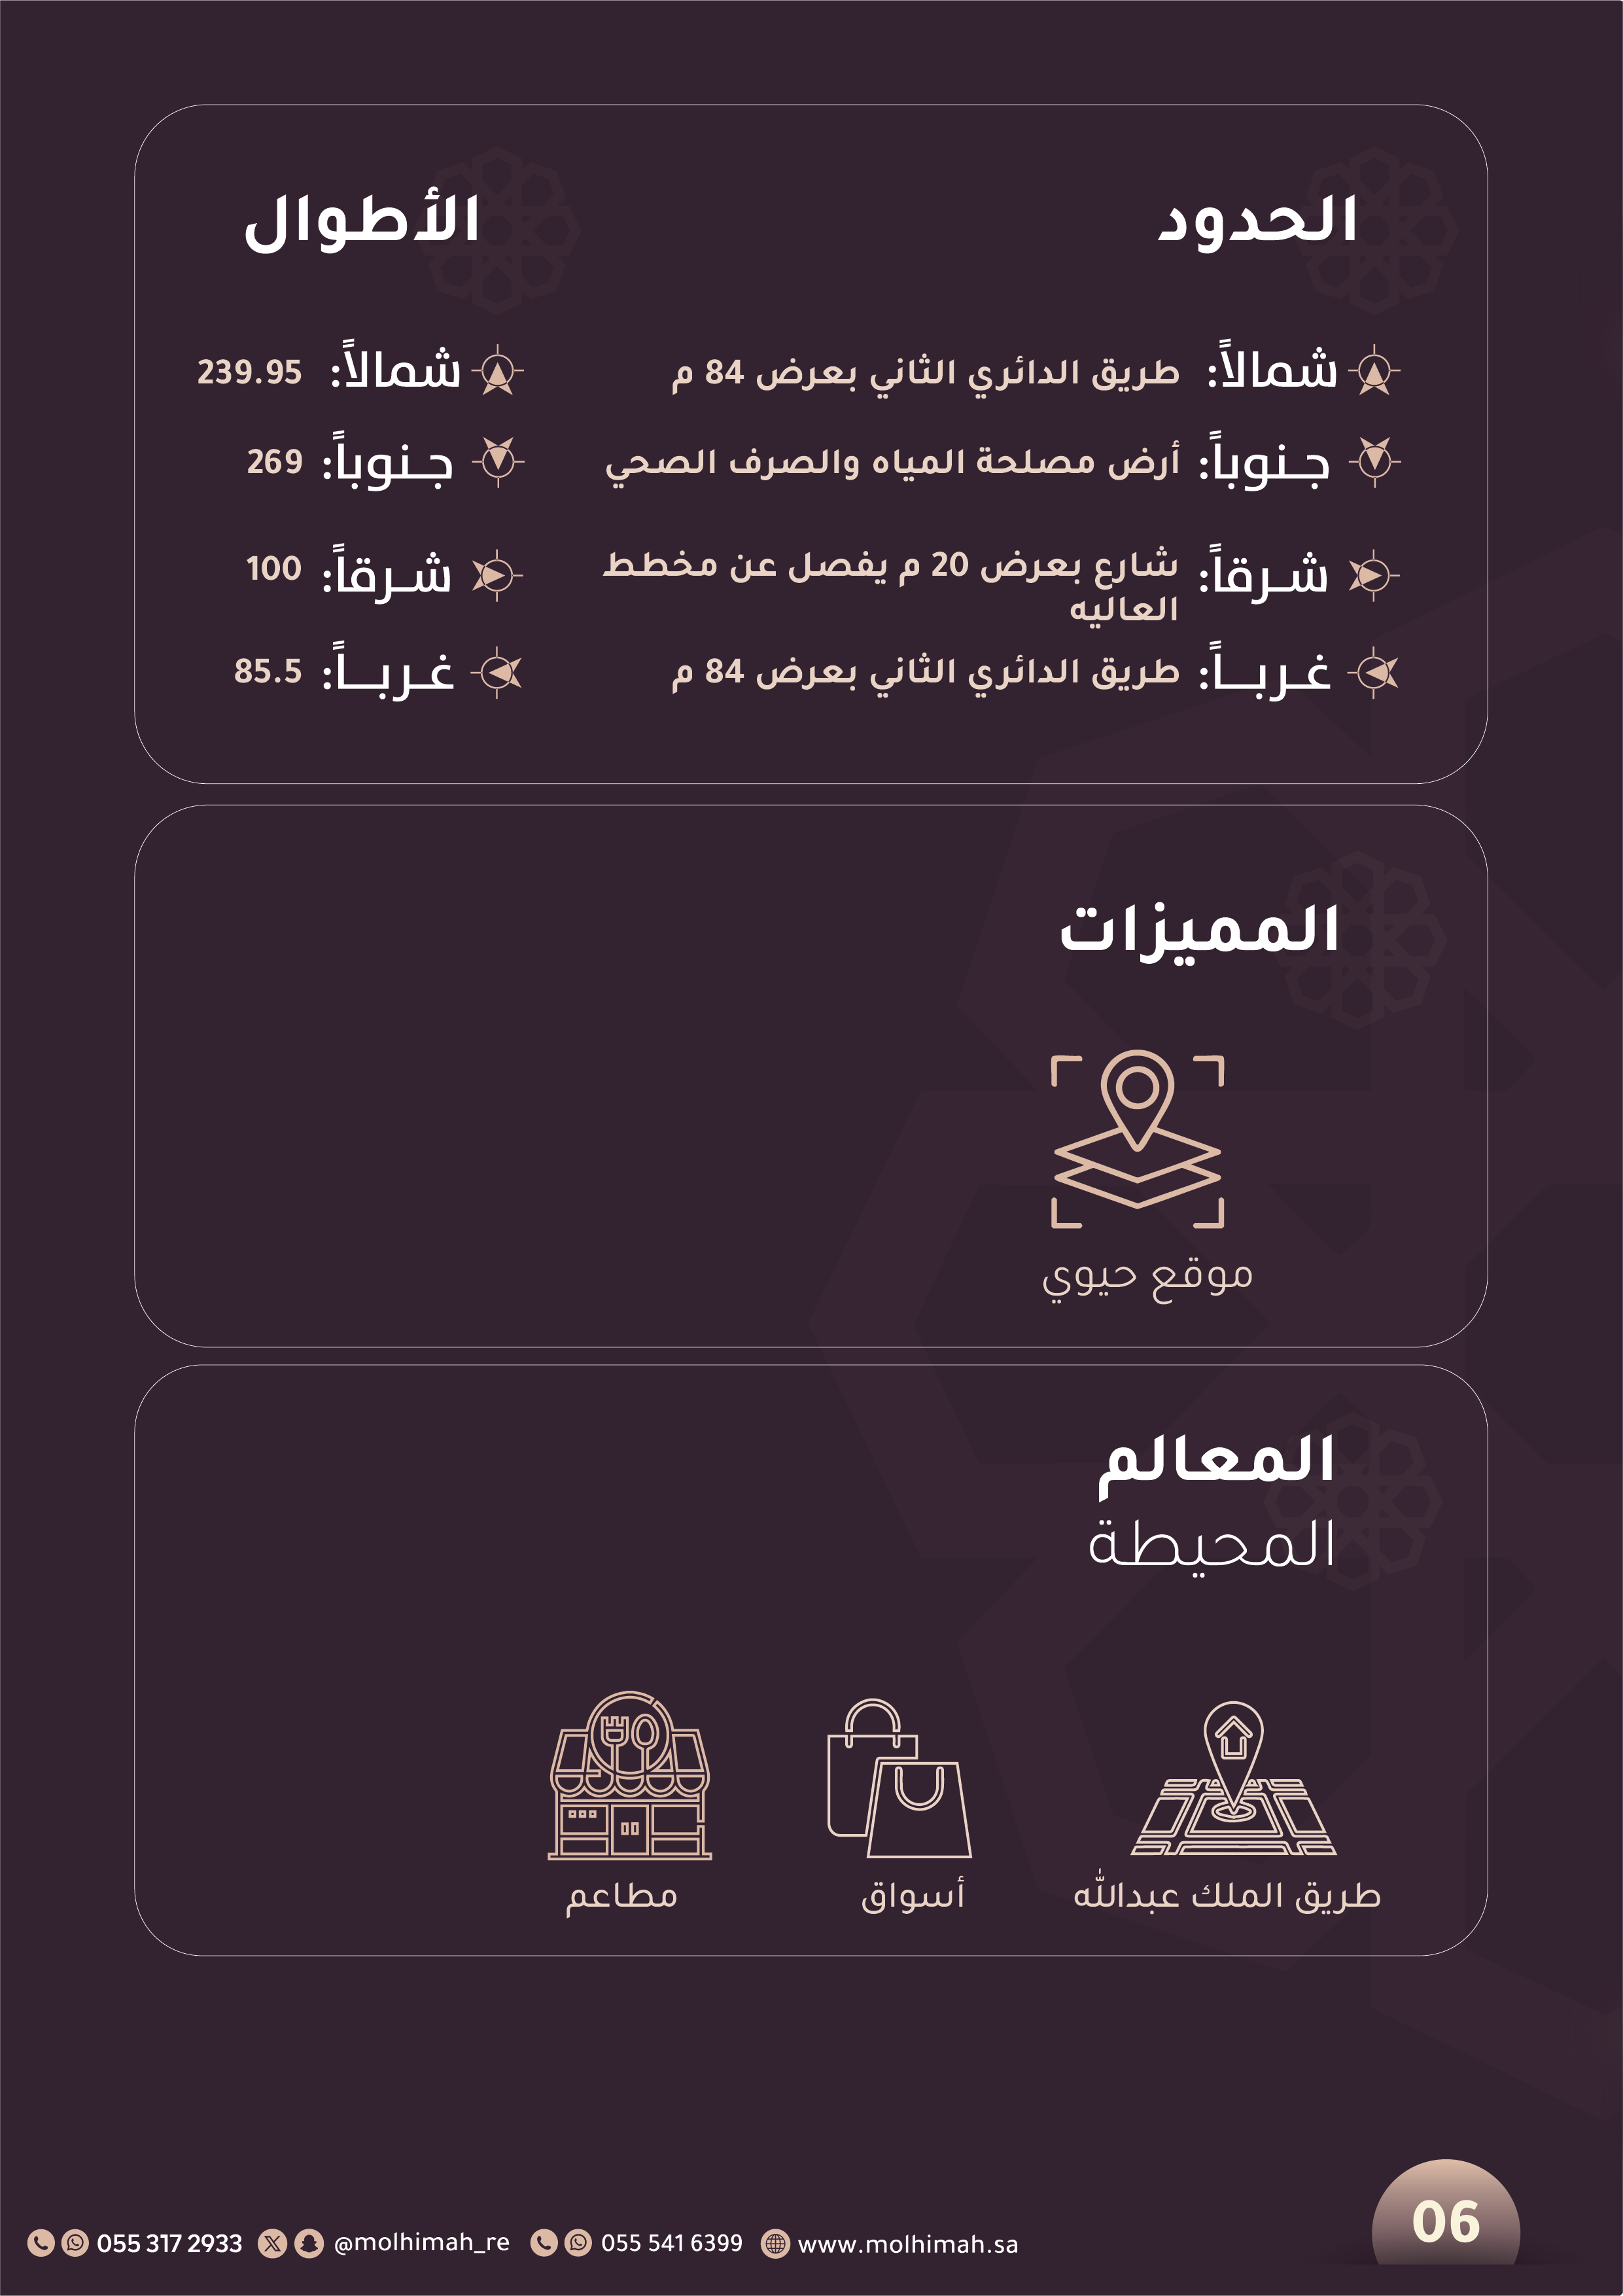 الحدود
شمالاً: طريق الدائري الثاني بعرض 84 م
جـنوباً: أرض مصلحة المياه والصرف الصحي
شـرقاً: شارع بعرض 20 م يفصل عن مخطط
العاليه
غـربــاً: طريق الدائري الثاني بعرض 84 م
الأطوال
شمالاً: 239.95
جـنوباً: 269
شـرقاً: 100
غـربــاً: 85.5
المميزات
موقع حيوي
المعالم
المحيطة
طريق الملك عبدالله
أسواق
مطاعم
055 317 2933 @molhimah_re 055 541 6399 www.molhimah.sa
06